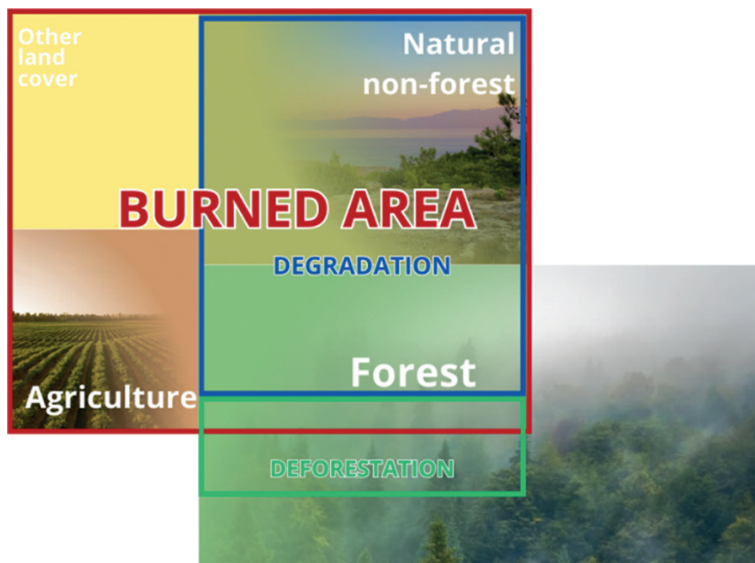 Other
land
cover
Natural
non-forest
BURNED AREA
DEGRADATION
Forest
Agriculture
DEFORESTATION